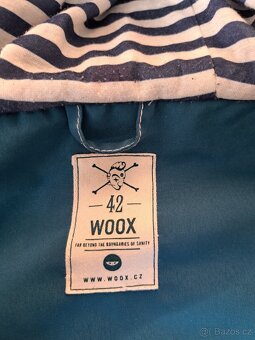 42
WOOX
FAR BEYOND THE BOUNDARIES OF SANITY
WWW.WOOX.CZ
Bazoš.cz